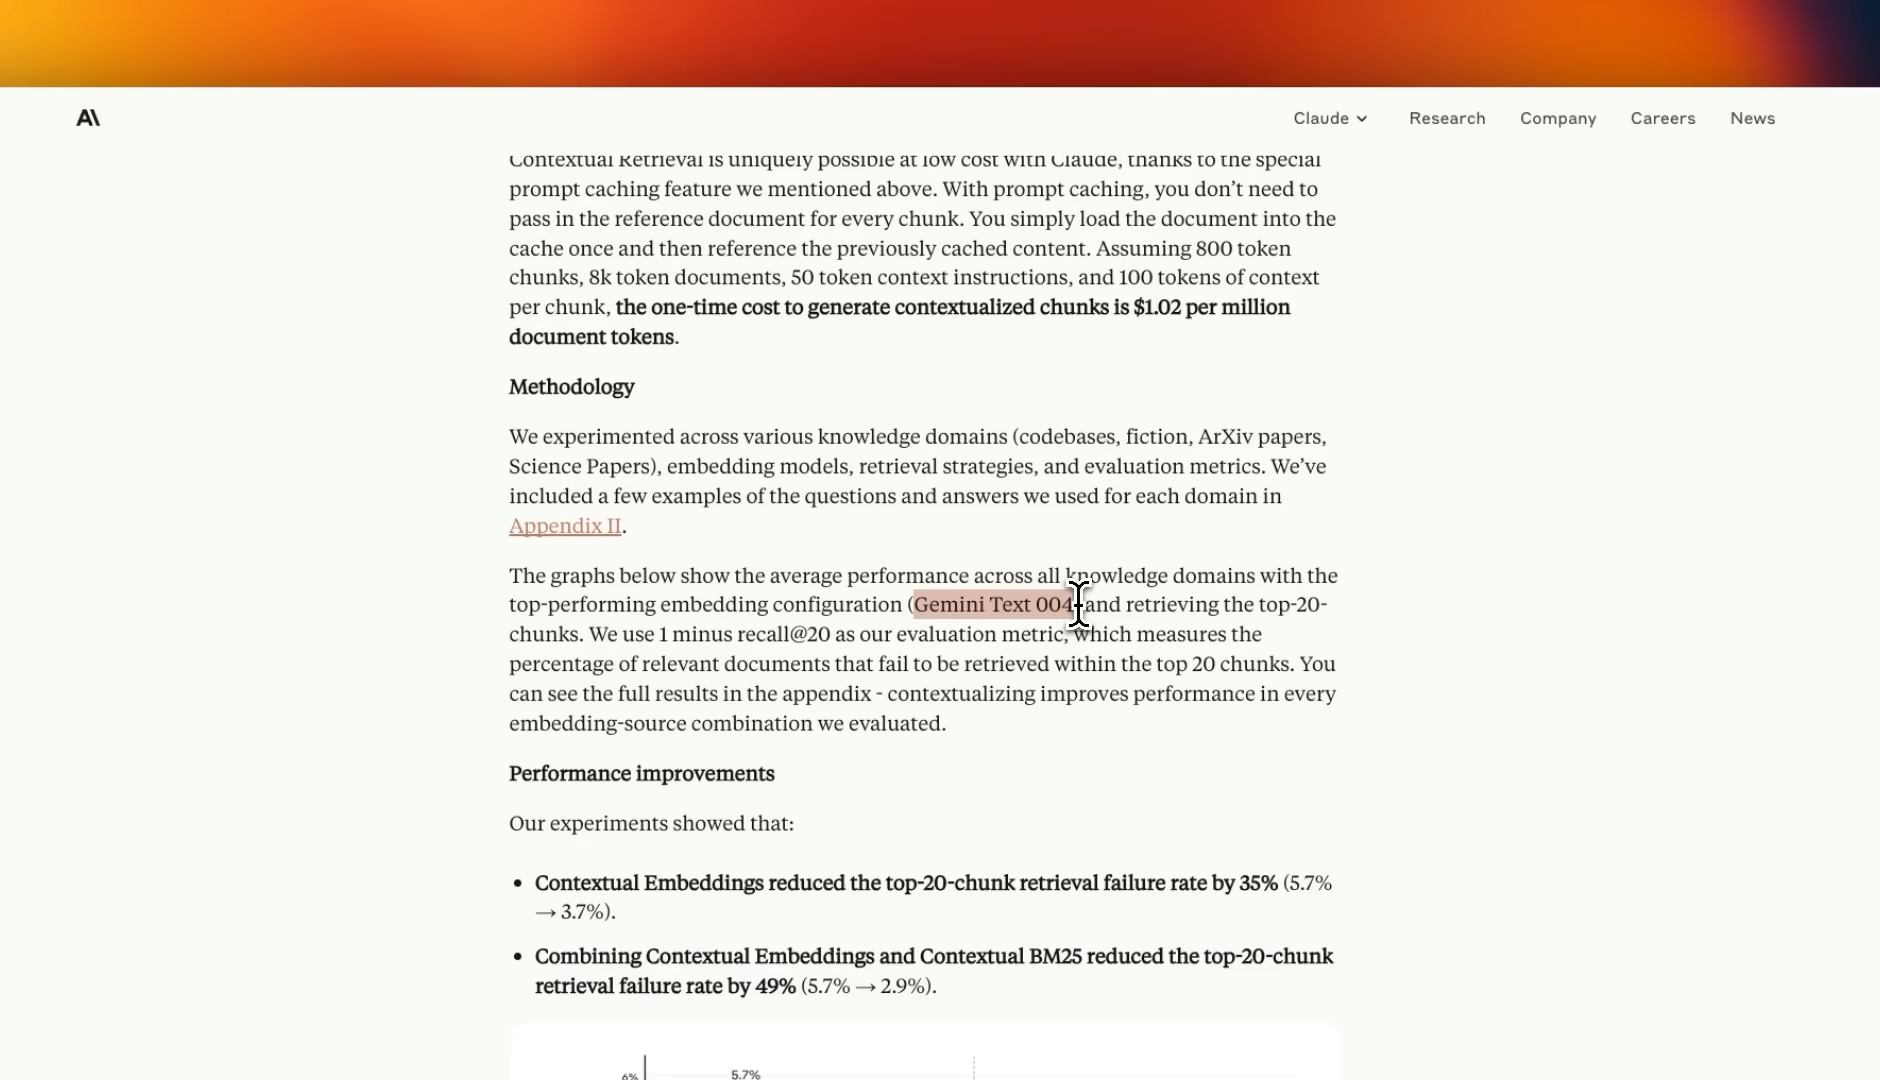 A\
Claude
Research
Company
Careers
News
Contextual Retrieval is uniquely possible at low cost with Claude, thanks to the special
prompt caching feature we mentioned above. With prompt caching, you don’t need to
pass in the reference document for every chunk. You simply load the document into the
cache once and then reference the previously cached content. Assuming 800 token
chunks, 8k token documents, 50 token context instructions, and 100 tokens of context
per chunk, the one-time cost to generate contextualized chunks is $1.02 per million
document tokens.
Methodology
We experimented across various knowledge domains (codebases, fiction, ArXiv papers,
Science Papers), embedding models, retrieval strategies, and evaluation metrics. We’ve
included a few examples of the questions and answers we used for each domain in
Appendix II.
The graphs below show the average performance across all knowledge domains with the
top-performing embedding configuration (Gemini Text 004) and retrieving the top-20-
chunks. We use 1 minus recall@20 as our evaluation metric, which measures the
percentage of relevant documents that fail to be retrieved within the top 20 chunks. You
can see the full results in the appendix - contextualizing improves performance in every
embedding-source combination we evaluated.
Performance improvements
Our experiments showed that:
• Contextual Embeddings reduced the top-20-chunk retrieval failure rate by 35% (5.7%
→ 3.7%).
• Combining Contextual Embeddings and Contextual BM25 reduced the top-20-chunk
retrieval failure rate by 49% (5.7% → 2.9%).
6%
5.7%